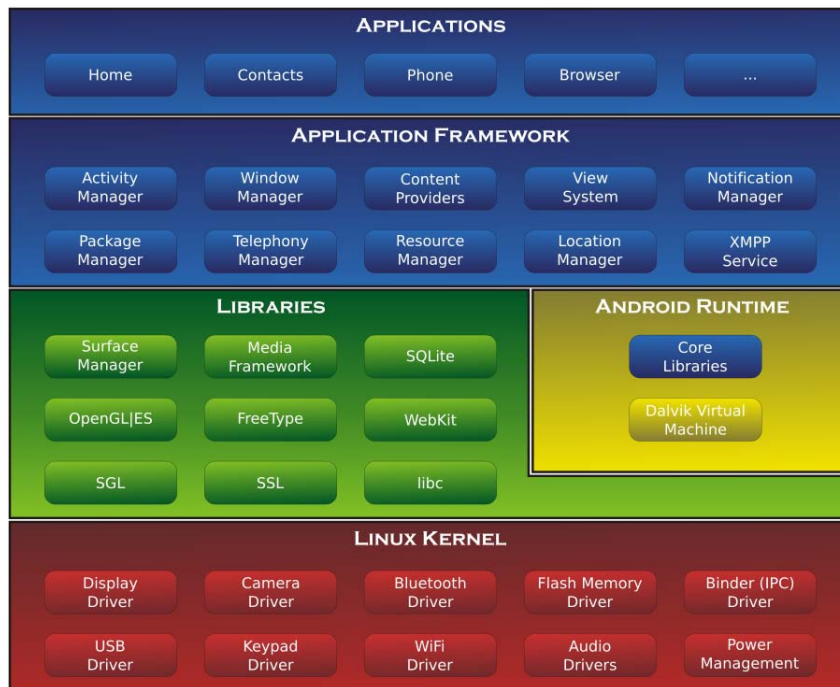 APPLICATIONS
Home
Contacts
Phone
Browser
...
APPLICATION FRAMEWORK
Activity
Manager
Window
Manager
Content
Providers
View
System
Notification
Manager
Package
Manager
Telephony
Manager
Resource
Manager
Location
Manager
XMPP
Service
LIBRARIES
Surface
Manager
Media
Framework
SQLite
OpenGL|ES
FreeType
WebKit
SGL
SSL
libc
ANDROID RUNTIME
Core
Libraries
Dalvik Virtual
Machine
LINUX KERNEL
Display
Driver
Camera
Driver
Bluetooth
Driver
Flash Memory
Driver
Binder (IPC)
Driver
USB
Driver
Keypad
Driver
WiFi
Driver
Audio
Drivers
Power
Management